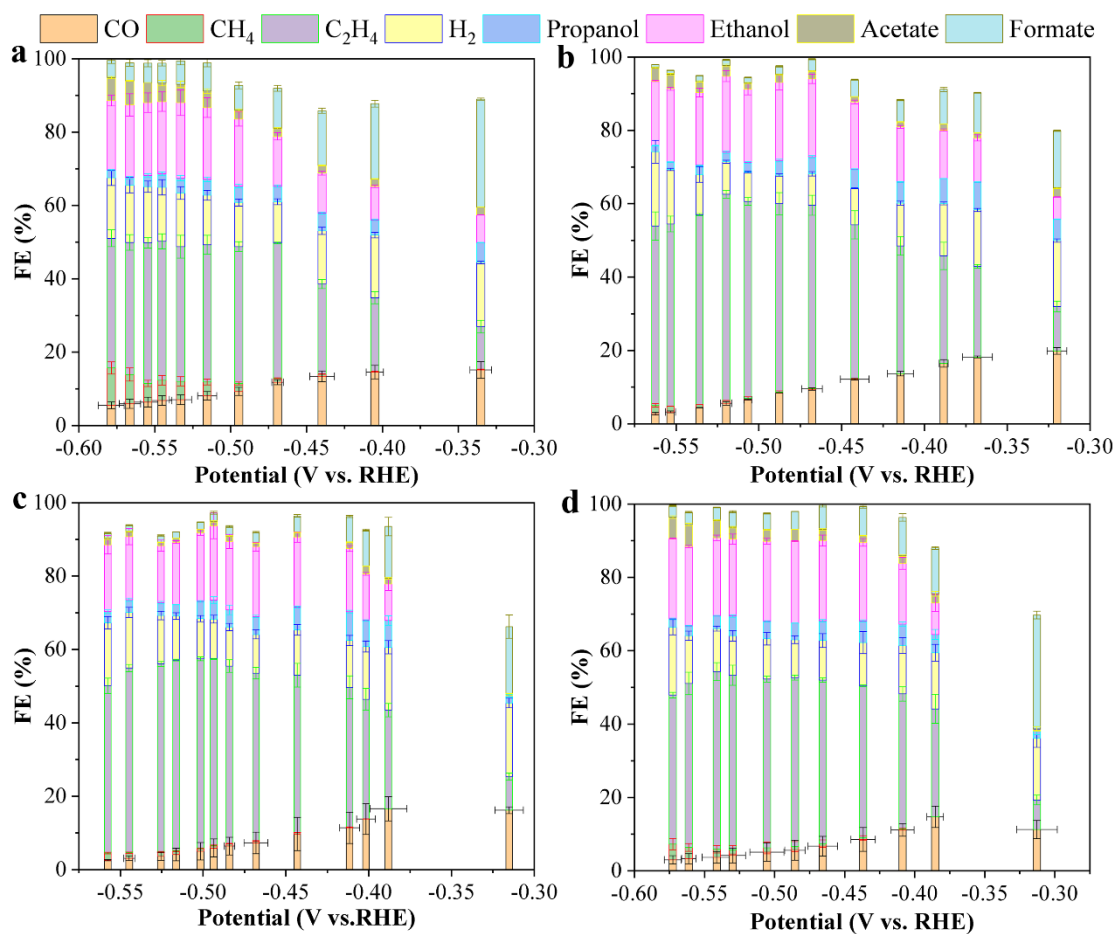 CO CH4 C2H4 H2 Propanol Ethanol Acetate Formate
a
100
80
60
40
20
0
FE (%)
-0.60 -0.55 -0.50 -0.45 -0.40 -0.35 -0.30
Potential (V vs. RHE)
b
100
80
60
40
20
0
FE (%)
-0.55 -0.50 -0.45 -0.40 -0.35 -0.30
Potential (V vs. RHE)
c
100
80
60
40
20
0
FE (%)
-0.55 -0.50 -0.45 -0.40 -0.35 -0.30
Potential (V vs.RHE)
d
100
80
60
40
20
0
FE (%)
-0.60 -0.55 -0.50 -0.45 -0.40 -0.35 -0.30
Potential (V vs. RHE)